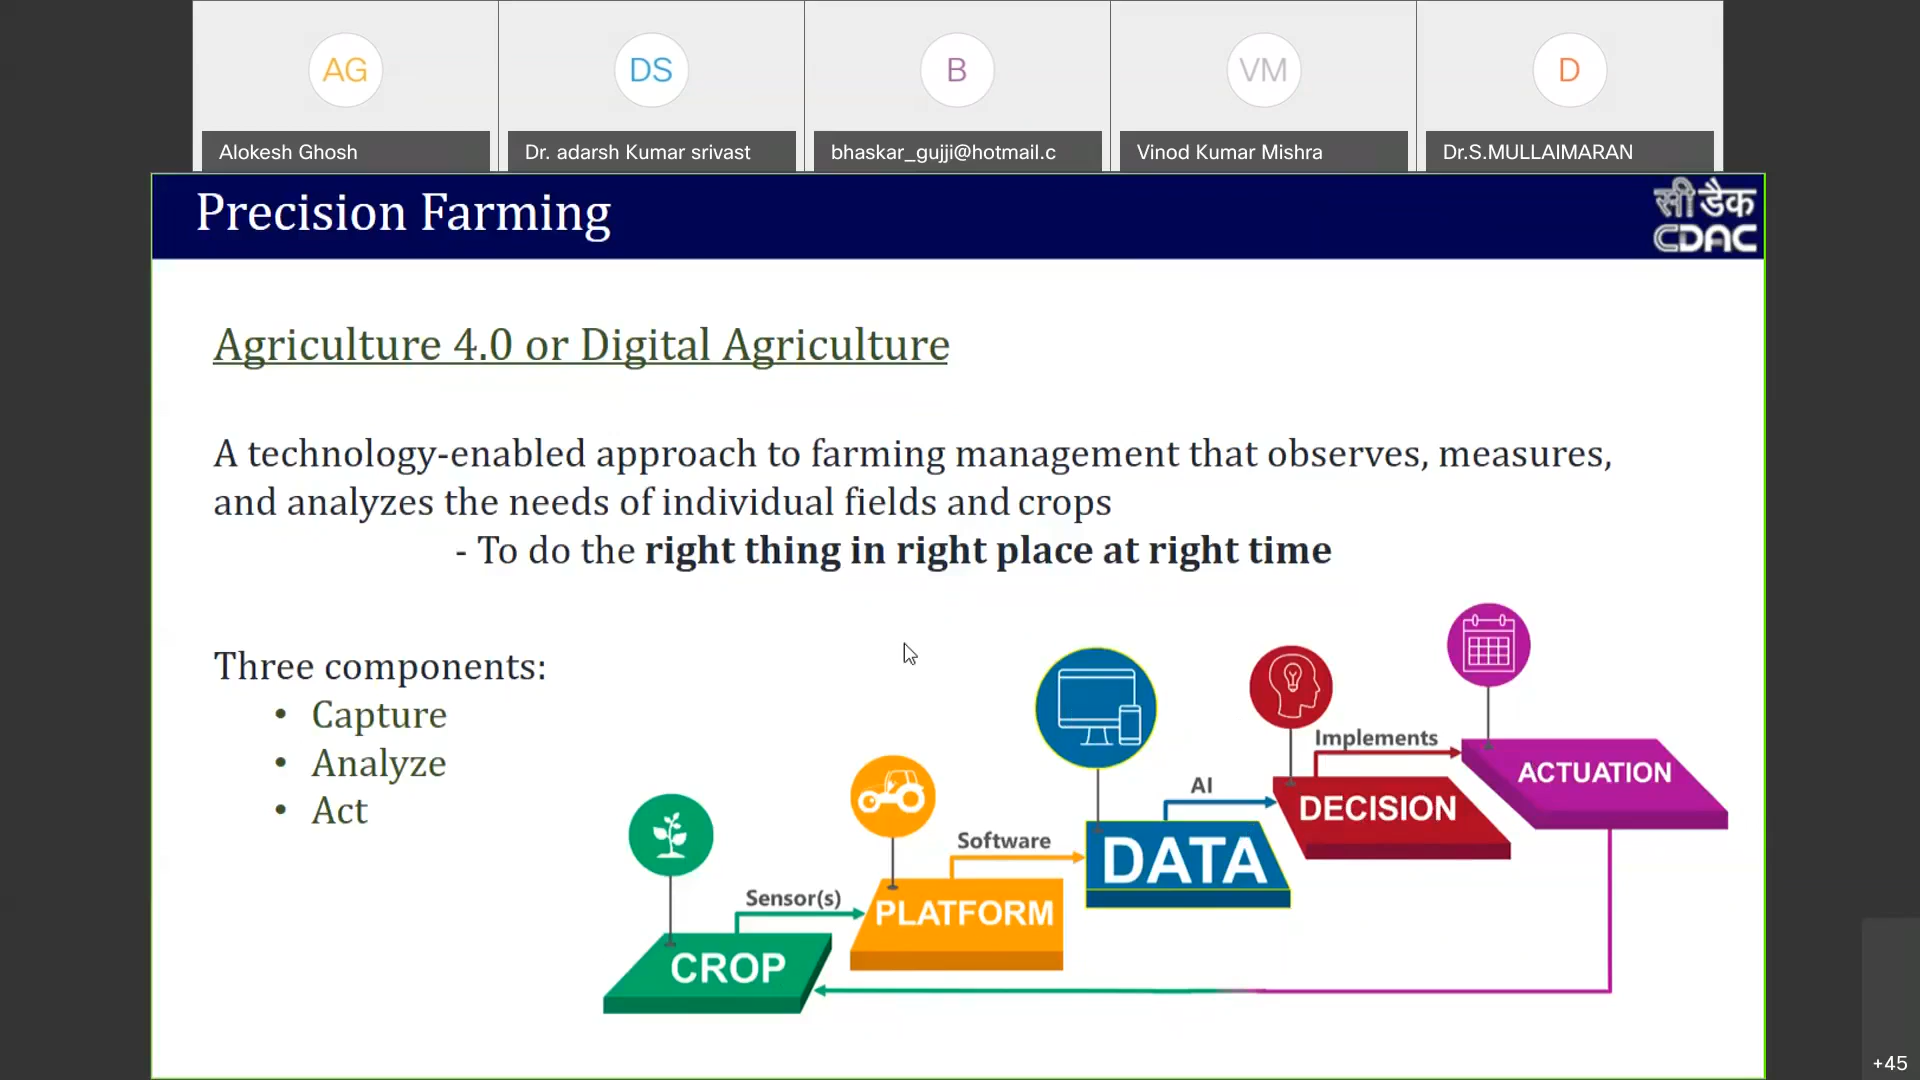 AG
DS
B
VM
D
Alokesh Ghosh
Dr. adarsh Kumar srivast
bhaskar_gujji@hotmail.c
Vinod Kumar Mishra
Dr.S.MULLAIMARAN
Precision Farming
सी डैक
CDAC
Agriculture 4.0 or Digital Agriculture
A technology-enabled approach to farming management that observes, measures,
and analyzes the needs of individual fields and crops
- To do the right thing in right place at right time
Three components:
• Capture
• Analyze
• Act
CROP
Sensor(s)
PLATFORM
Software
DATA
AI
DECISION
Implements
ACTUATION
+45